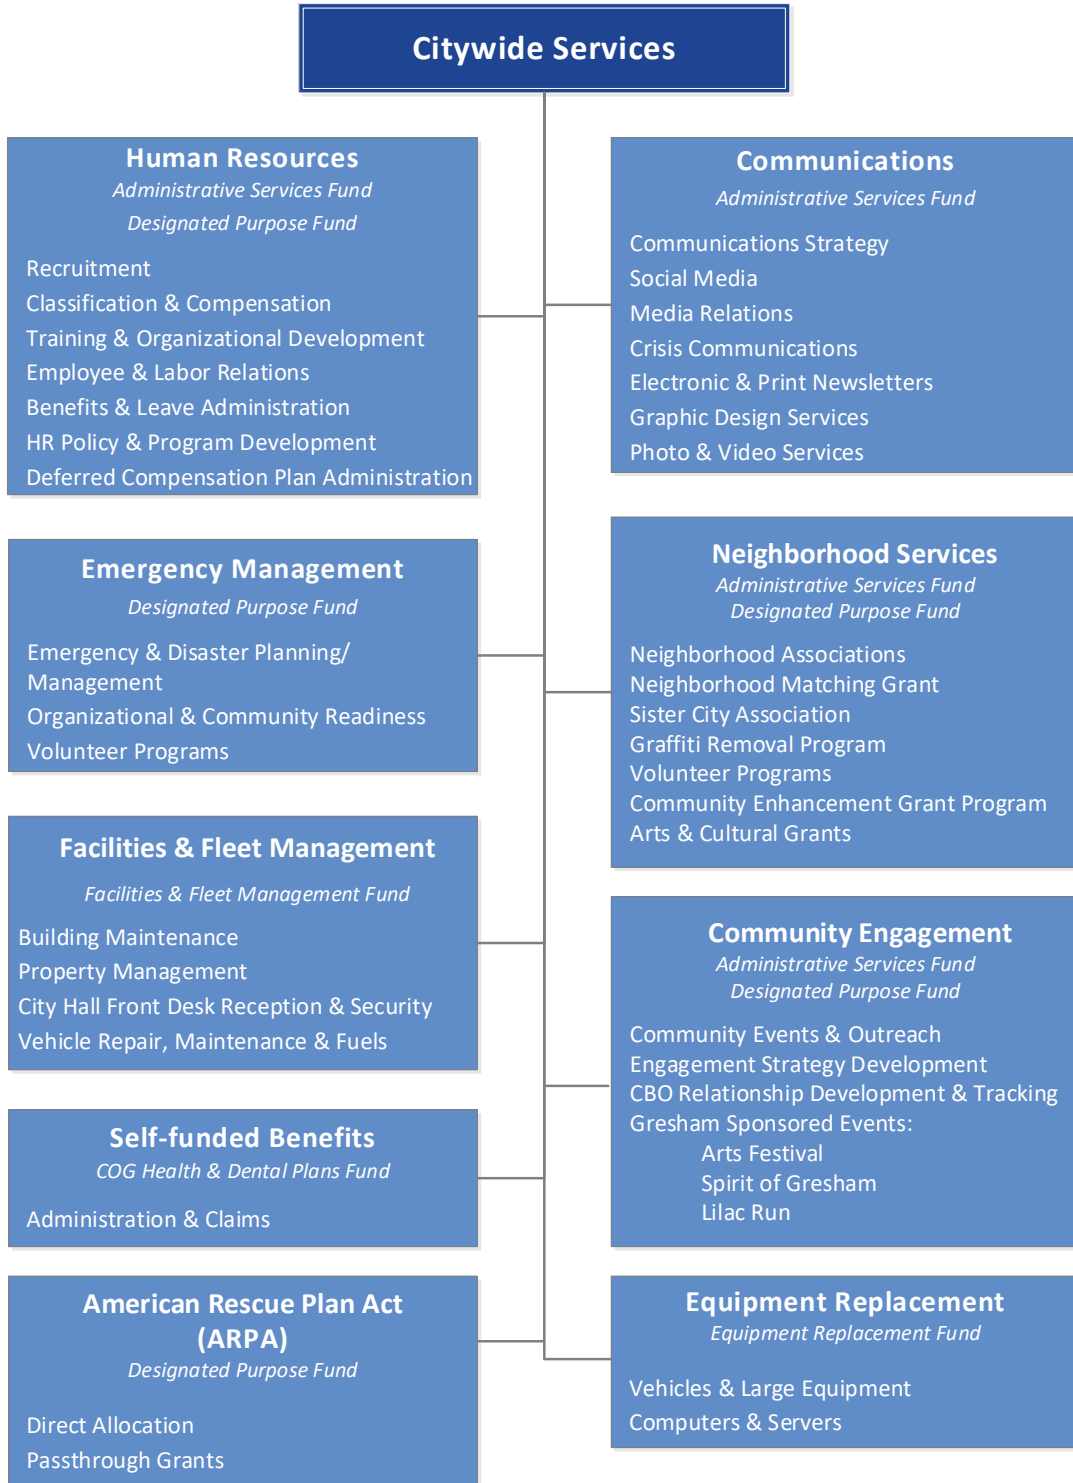 Citywide Services
Human Resources
Administrative Services Fund
Designated Purpose Fund
Recruitment
Classification & Compensation
Training & Organizational Development
Employee & Labor Relations
Benefits & Leave Administration
HR Policy & Program Development
Deferred Compensation Plan Administration
Communications
Administrative Services Fund
Communications Strategy
Social Media
Media Relations
Crisis Communications
Electronic & Print Newsletters
Graphic Design Services
Photo & Video Services
Emergency Management
Designated Purpose Fund
Emergency & Disaster Planning/
Management
Organizational & Community Readiness
Volunteer Programs
Neighborhood Services
Administrative Services Fund
Designated Purpose Fund
Neighborhood Associations
Neighborhood Matching Grant
Sister City Association
Graffiti Removal Program
Volunteer Programs
Community Enhancement Grant Program
Arts & Cultural Grants
Facilities & Fleet Management
Facilities & Fleet Management Fund
Building Maintenance
Property Management
City Hall Front Desk Reception & Security
Vehicle Repair, Maintenance & Fuels
Community Engagement
Administrative Services Fund
Designated Purpose Fund
Community Events & Outreach
Engagement Strategy Development
CBO Relationship Development & Tracking
Gresham Sponsored Events:
Arts Festival
Spirit of Gresham
Lilac Run
Self-funded Benefits
COG Health & Dental Plans Fund
Administration & Claims
American Rescue Plan Act
(ARPA)
Designated Purpose Fund
Direct Allocation
Passthrough Grants
Equipment Replacement
Equipment Replacement Fund
Vehicles & Large Equipment
Computers & Servers